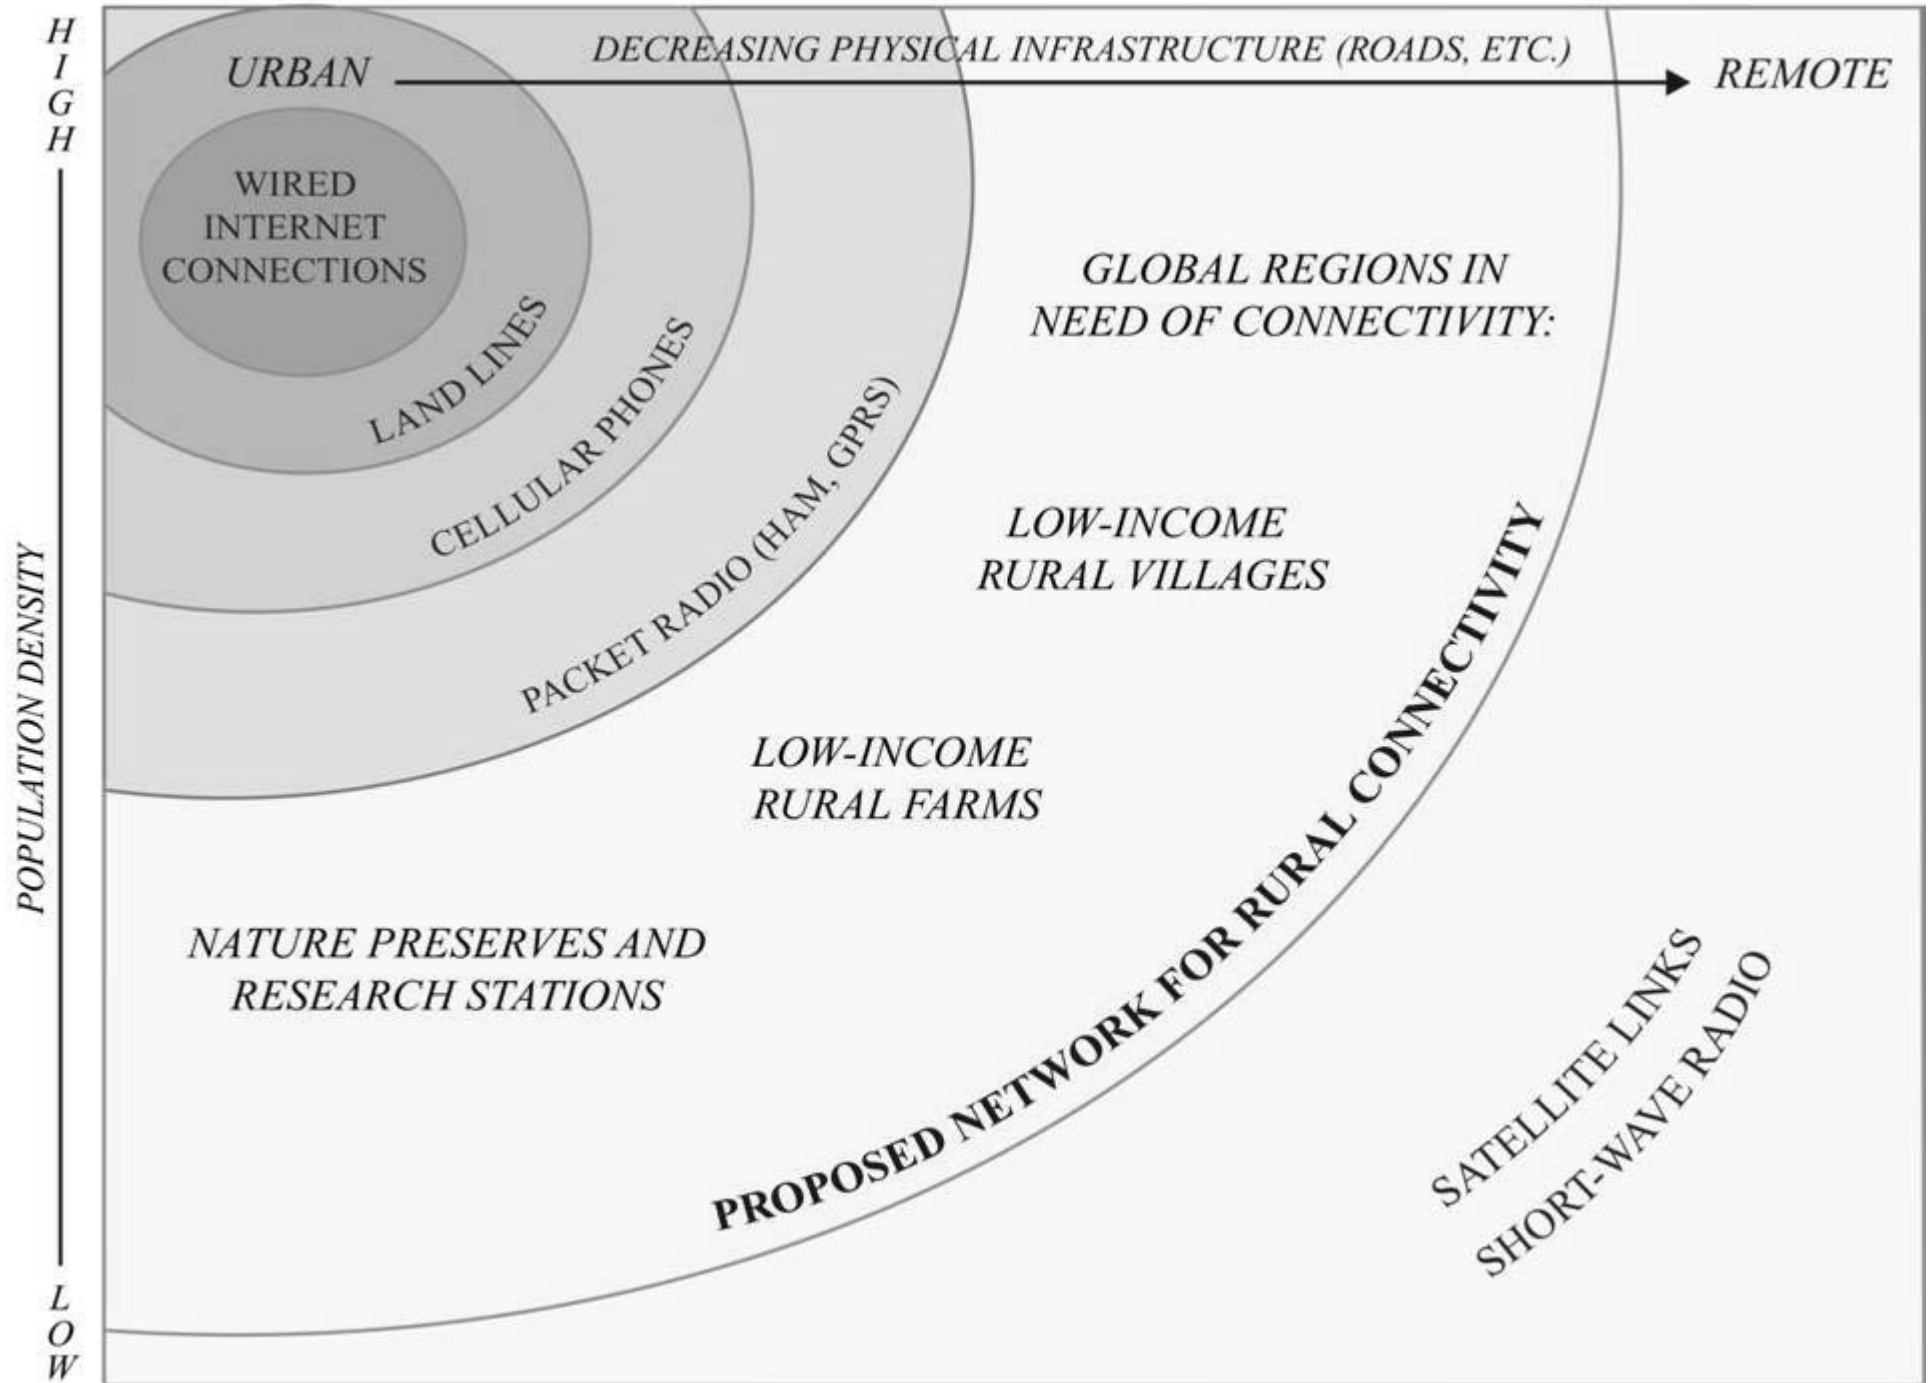 HIGH
URBAN
DECREASING PHYSICAL INFRASTRUCTURE (ROADS, ETC.)
REMOTE
WIRED
INTERNET
CONNECTIONS
LAND LINES
CELLULAR PHONES
PACKET RADIO (HAM, GPRS)
GLOBAL REGIONS IN
NEED OF CONNECTIVITY:
LOW-INCOME
RURAL VILLAGES
POPULATION DENSITY
LOW-INCOME
RURAL FARMS
NATURE PRESERVES AND
RESEARCH STATIONS
PROPOSED NETWORK FOR RURAL CONNECTIVITY
SATELLITE LINKS
SHORT-WAVE RADIO
LOW